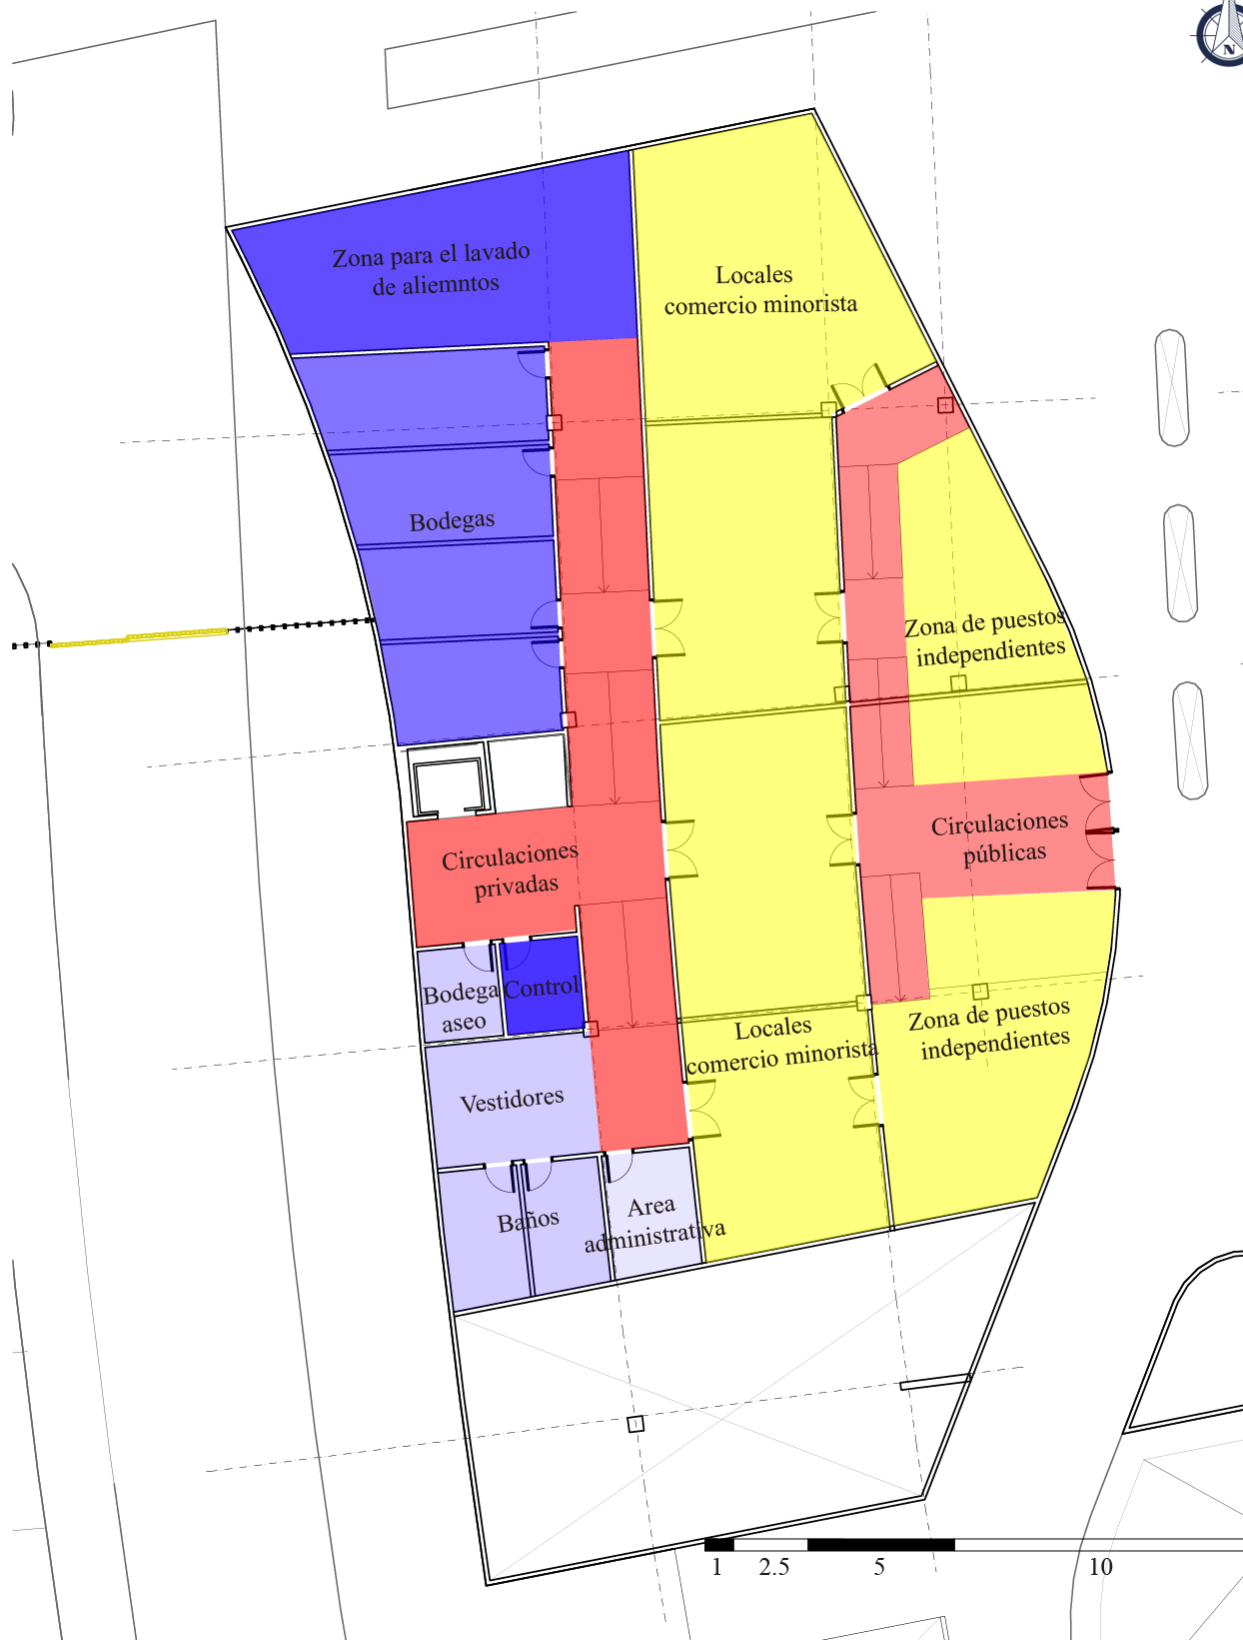 N
Zona para el lavado
de aliemntos
Locales
comercio minorista
Bodegas
Zona de puestos
independientes
Circulaciones
privadas
Circulaciones
públicas
Bodega
aseo
Control
Locales
comercio minorista
Zona de puestos
independientes
Vestidores
Baños
Area
administrativa
1 2.5 5 10